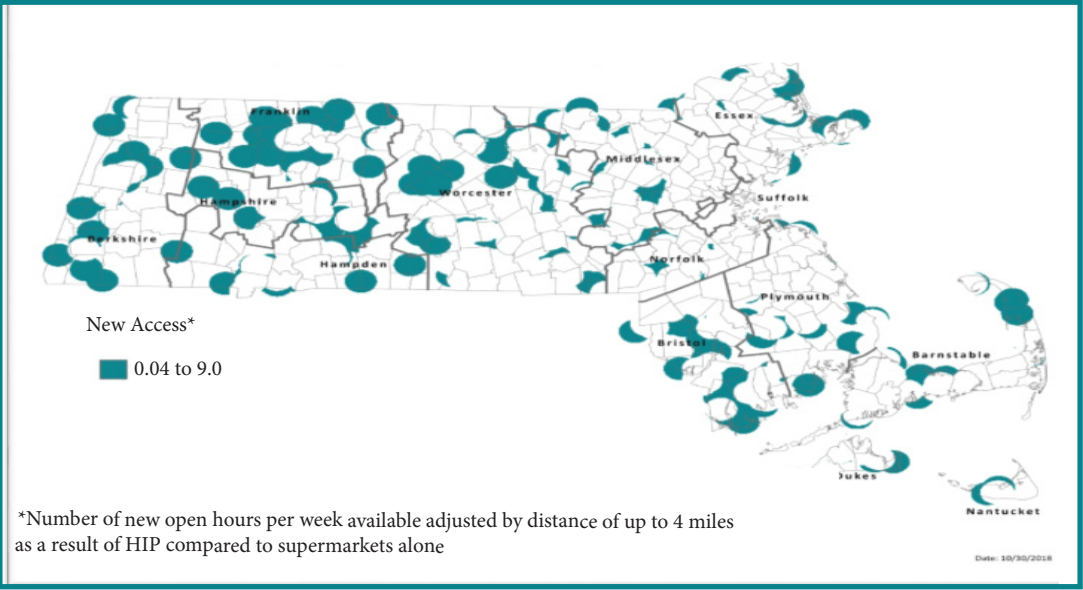 Franklin
Essex
Middlesex
Worcester
Suffolk
Hampshire
Berkshire
Hampden
Norfolk
Plymouth
Bristol
Barnstable
Dukes
Nantucket
New Access*
0.04 to 9.0
*Number of new open hours per week available adjusted by distance of up to 4 miles
as a result of HIP compared to supermarkets alone
Date: 10/30/2018